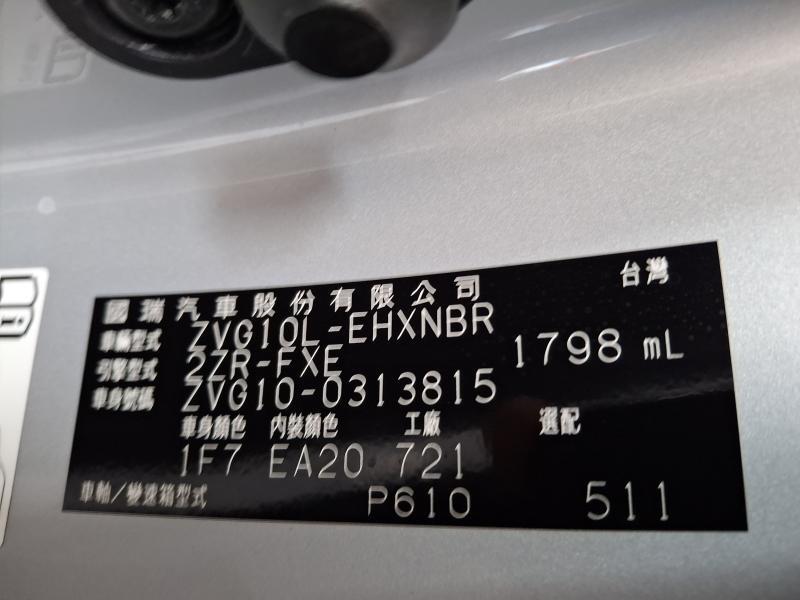 國瑞汽車股份有限公司 台灣
車輛型式 ZVG10L-EHXNBR
引擎型式 2ZR-FXE 1798 mL
車身號碼 ZVG10-0313815
車身顏色 內裝顏色 工廠 選配
1F7 EA20 721
車軸/變速箱型式 P610 511